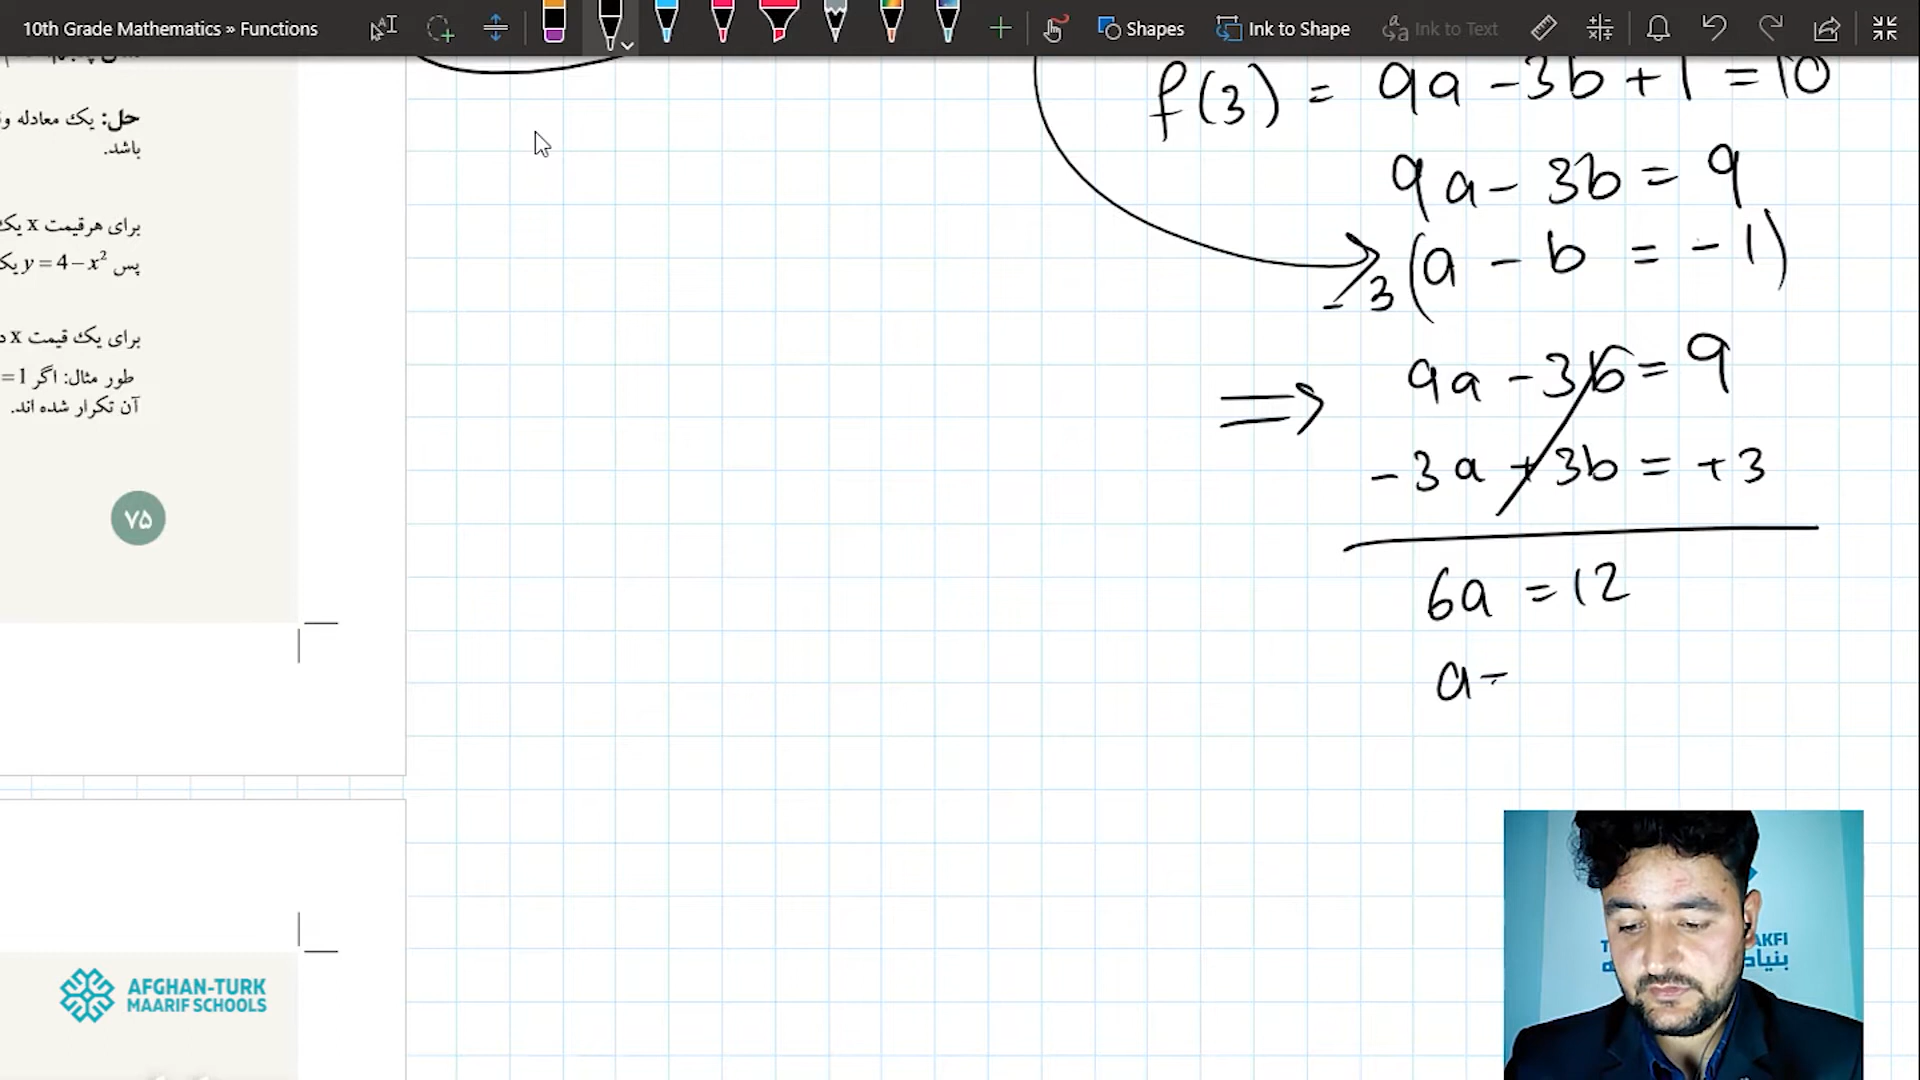 10th Grade Mathematics » Functions
Shapes
Ink to Shape
Ink to Text
حل: یک معادله
باشد.
برای هرقیمت x یک
پس y = 4 − x²
برای یک قیمت x
طور مثال: اگر 1 =
آن تکرار شده اند.
۷۵
f(3) = 9a - 3b + 1 = 10
9a - 3b = 9
-3 (a - b = -1)
⇒ 9a - 3b = 9
-3a + 3b = +3
6a = 12
a =
AFGHAN-TURK
MAARIF SCHOOLS
AKFI